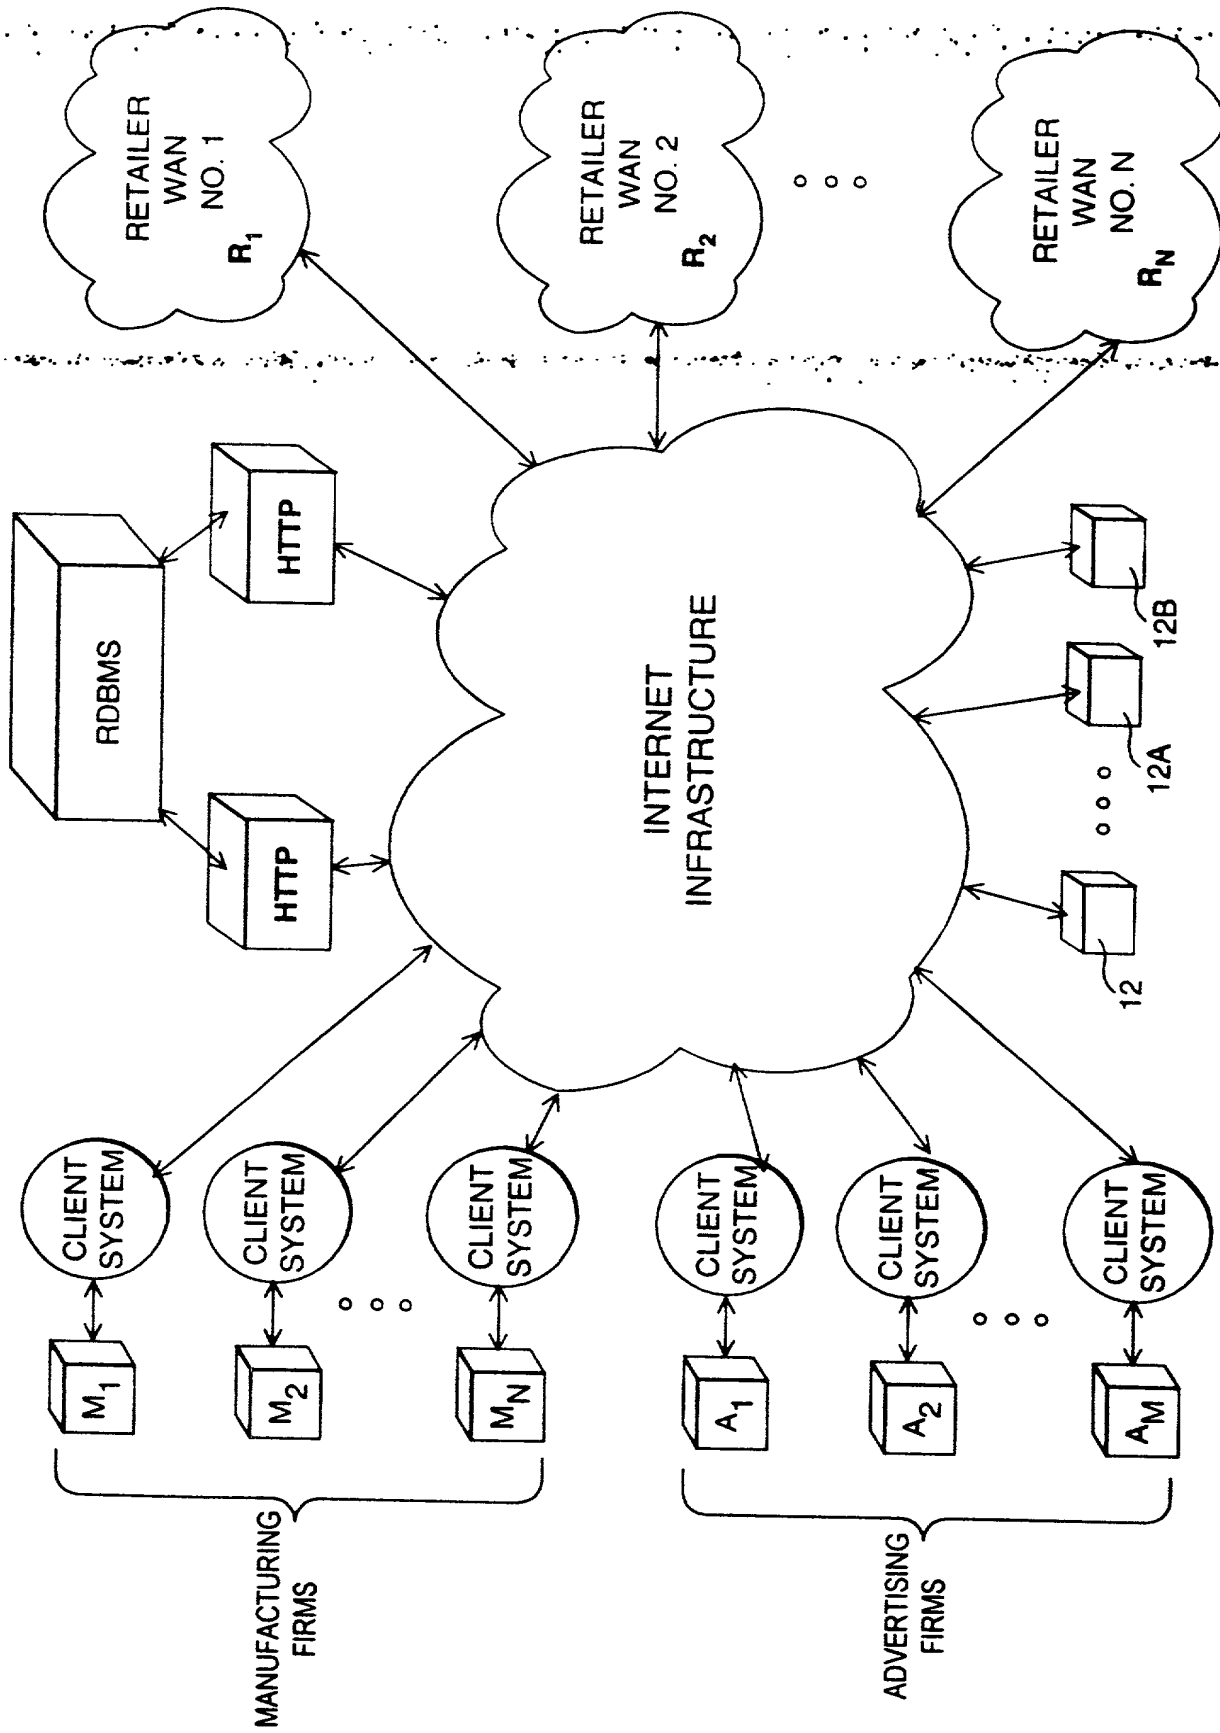 MANUFACTURING
FIRMS
M1
M2
MN
CLIENT
SYSTEM
CLIENT
SYSTEM
CLIENT
SYSTEM
ADVERTISING
FIRMS
A1
A2
AM
CLIENT
SYSTEM
CLIENT
SYSTEM
CLIENT
SYSTEM
RDBMS
HTTP
HTTP
INTERNET
INFRASTRUCTURE
12
12A
12B
RETAILER
WAN
NO. 1
R1
RETAILER
WAN
NO. 2
R2
RETAILER
WAN
NO. N
RN